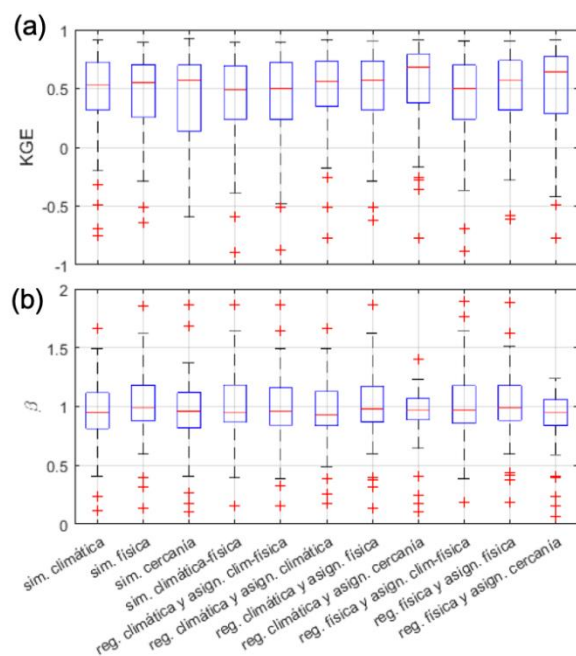 (a)
1
0.5
0
-0.5
-1
KGE
(b)
2
1.5
1
0.5
0
β
sim. climática
sim. física
sim. cercanía
sim. climática-física
reg. climática y asign. clim-física
reg. climática y asign. climática
reg. climática y asign. física
reg. climática y asign. cercanía
reg. física y asign. clim-física
reg. física y asign. física
reg. física y asign. cercanía